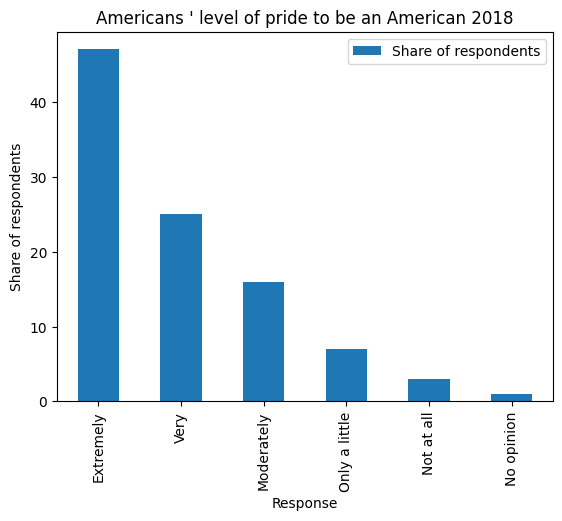 Americans ' level of pride to be an American 2018
Share of respondents
Share of respondents
40
30
20
10
0
Extremely
Very
Moderately
Only a little
Not at all
No opinion
Response